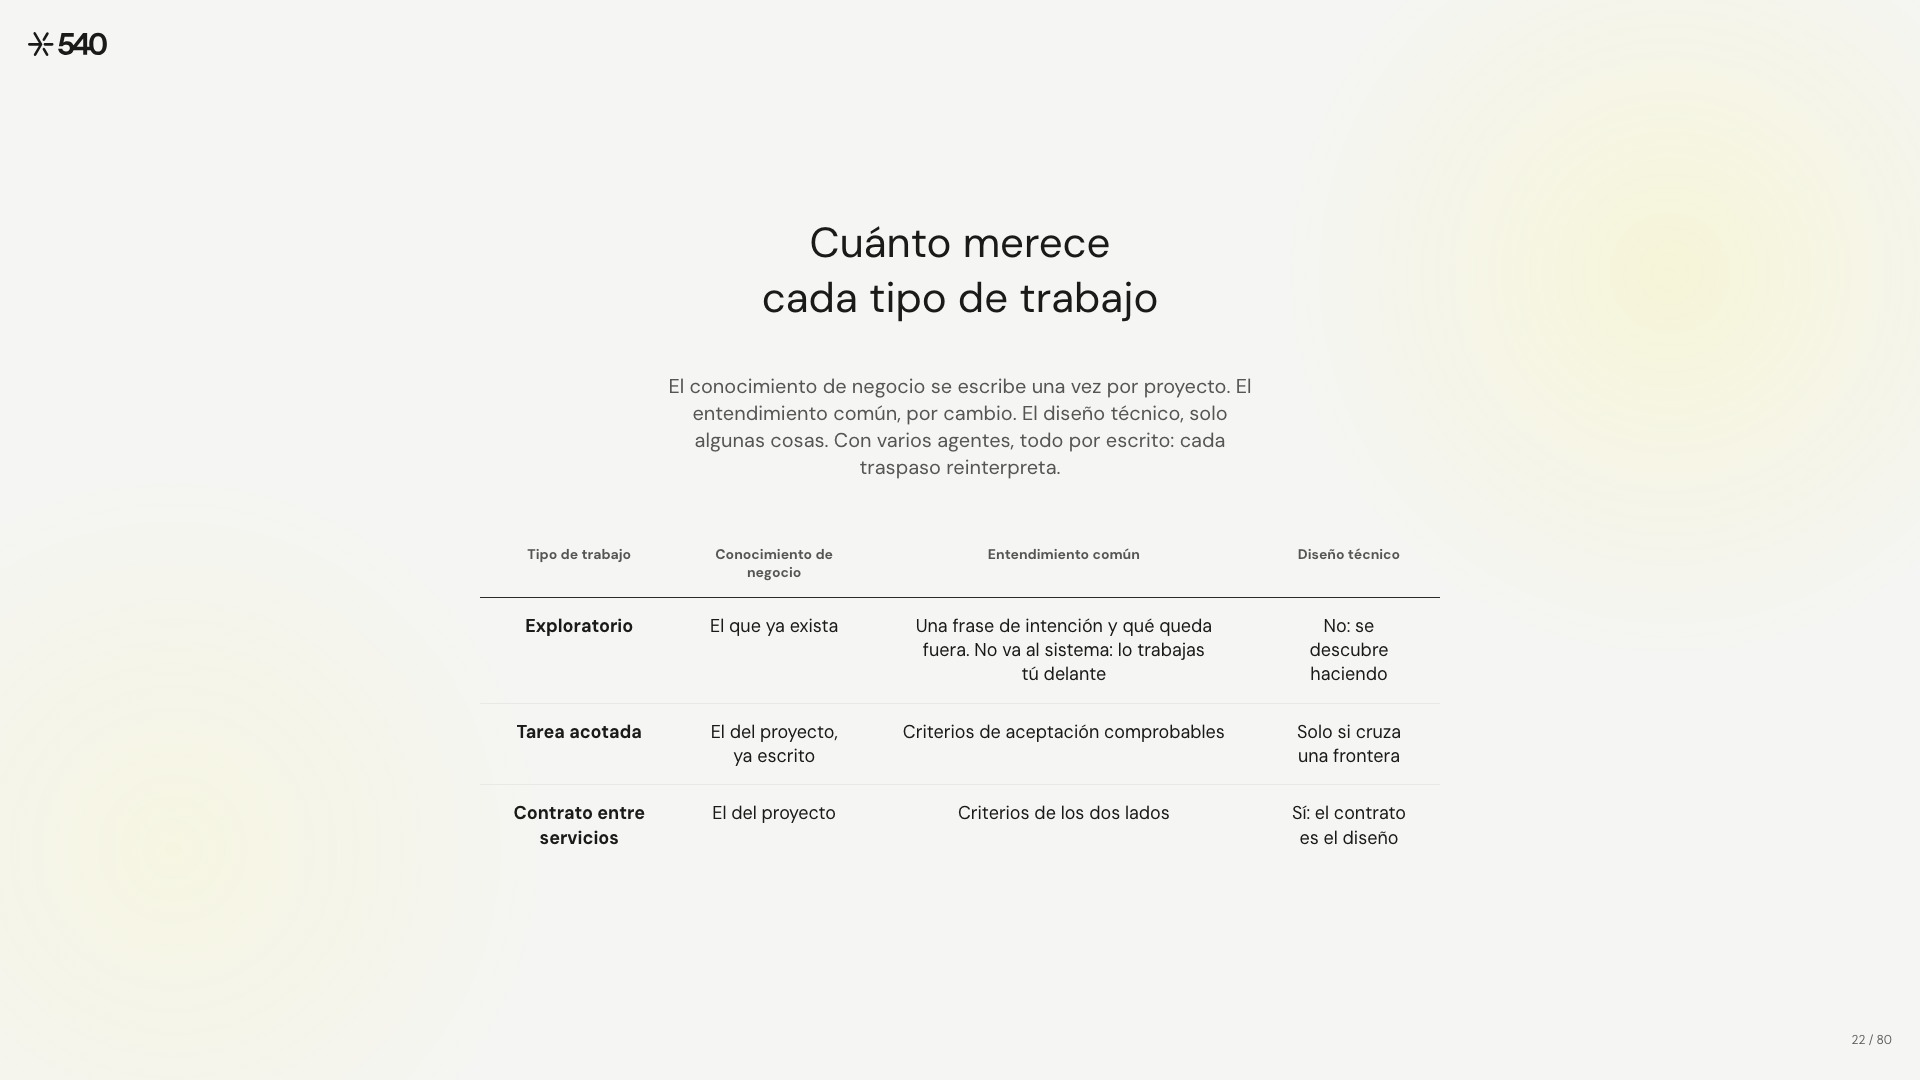 540
Cuánto merece
cada tipo de trabajo
El conocimiento de negocio se escribe una vez por proyecto. El
entendimiento común, por cambio. El diseño técnico, solo
algunas cosas. Con varios agentes, todo por escrito: cada
traspaso reinterpreta.
Tipo de trabajo
Conocimiento de
negocio
Entendimiento común
Diseño técnico
Exploratorio
El que ya exista
Una frase de intención y qué queda
fuera. No va al sistema: lo trabajas
tú delante
No: se
descubre
haciendo
Tarea acotada
El del proyecto,
ya escrito
Criterios de aceptación comprobables
Solo si cruza
una frontera
Contrato entre
servicios
El del proyecto
Criterios de los dos lados
Sí: el contrato
es el diseño
22 / 80